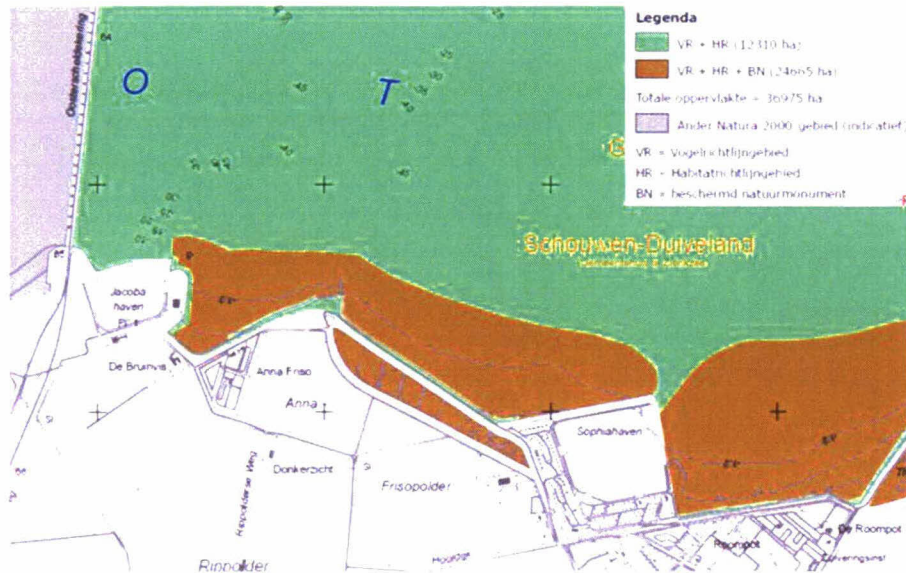 Legenda
VR + HR (12310 ha)
VR + HR + BN (24665 ha)
Totale oppervlakte = 36975 ha
Ander Natura 2000 gebied (indicatief)
VR = Vogelrichtlijngebied
HR = Habitatrichtlijngebied
BN = beschermd natuurmonument
Oosterscheldekering
O
T
Schouwen-Duiveland
Jacoba
haven
De Bruinvis
Anna Friso
Anna
Sophiahaven
Donkerzicht
Frisopolder
Rippolderse Weg
De Roompot
Roompot
Rippolder